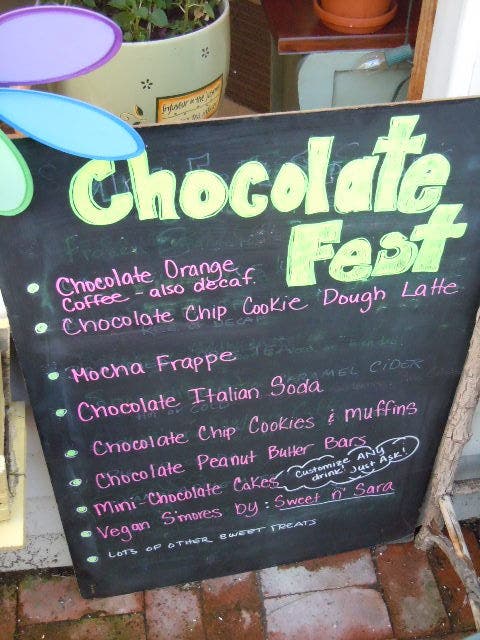 Chocolate
Fest
Chocolate Orange
Coffee - also decaf.
Chocolate Chip Cookie Dough Latte
Mocha Frappe
Chocolate Italian Soda
Chocolate Chip Cookies & Muffins
Chocolate Peanut Butter Bars
Mini-Chocolate Cakes
Customize ANY
drink! Just Ask!
Vegan S'mores by: Sweet n' Sara
LOTS OF OTHER SWEET TREATS